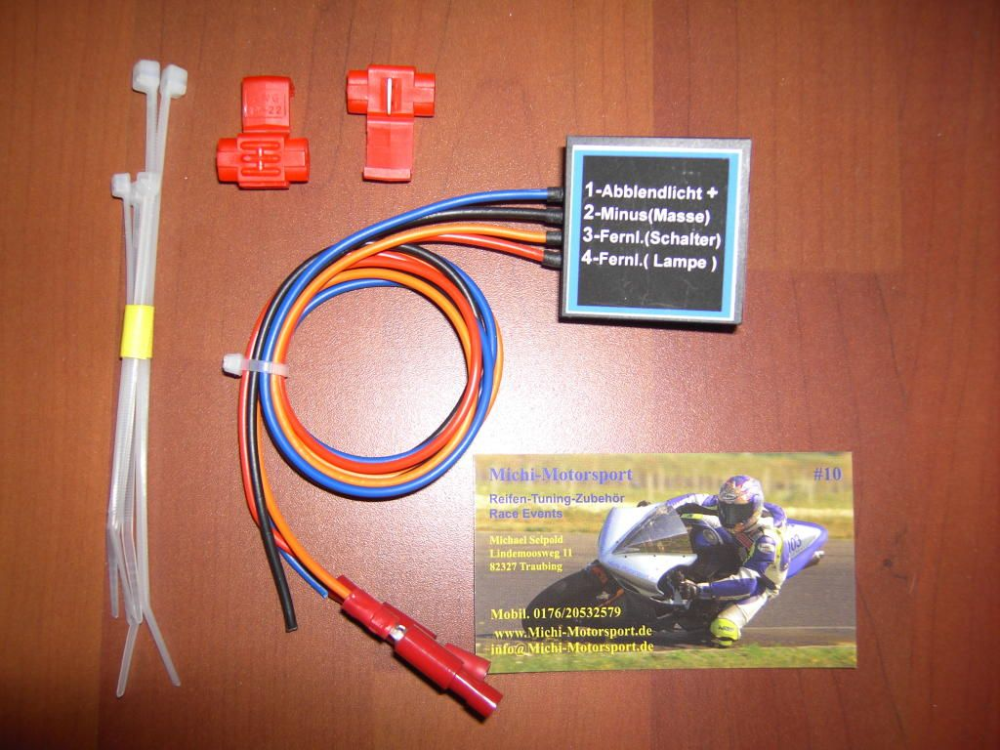 1-Abblendlicht +
2-Minus(Masse)
3-Fernl.(Schalter)
4-Fernl.( Lampe )
Michi-Motorsport #10
Reifen-Tuning-Zubehör
Race Events
Michael Seipold
Lindemoosweg 11
82327 Traubing
Mobil. 0176/20532579
www.Michi-Motorsport.de
info@Michi-Motorsport.de